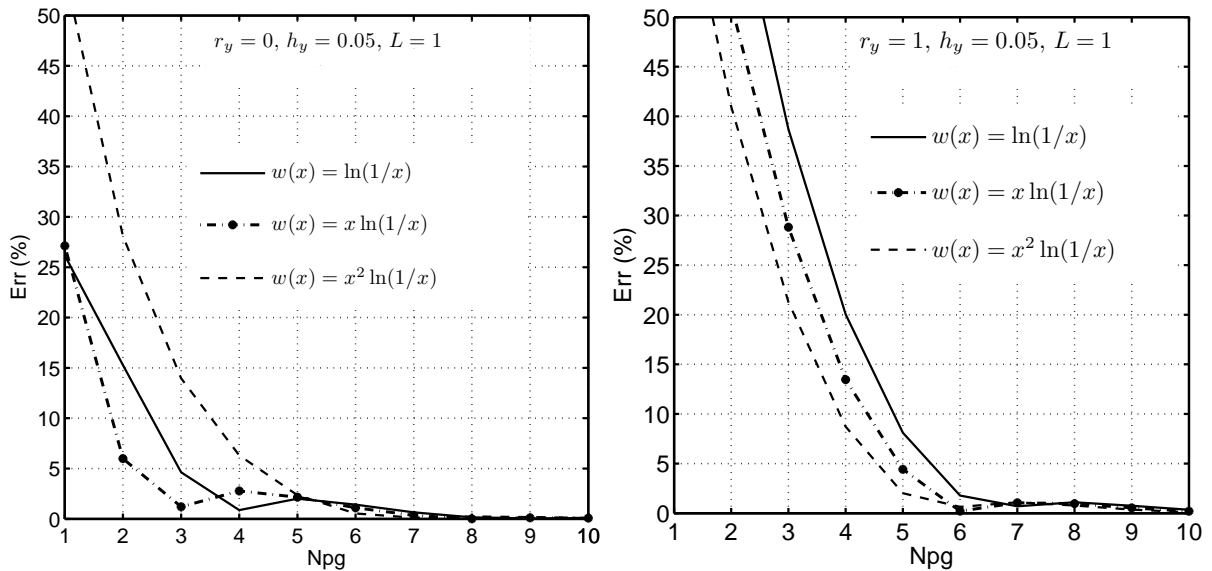 r_y = 0, h_y = 0.05, L = 1
w(x) = ln(1/x)
w(x) = x ln(1/x)
w(x) = x² ln(1/x)
Err (%)
50
45
40
35
30
25
20
15
10
5
0
1 2 3 4 5 6 7 8 9 10
Npg
r_y = 1, h_y = 0.05, L = 1
w(x) = ln(1/x)
w(x) = x ln(1/x)
w(x) = x² ln(1/x)
Err (%)
50
45
40
35
30
25
20
15
10
5
0
1 2 3 4 5 6 7 8 9 10
Npg